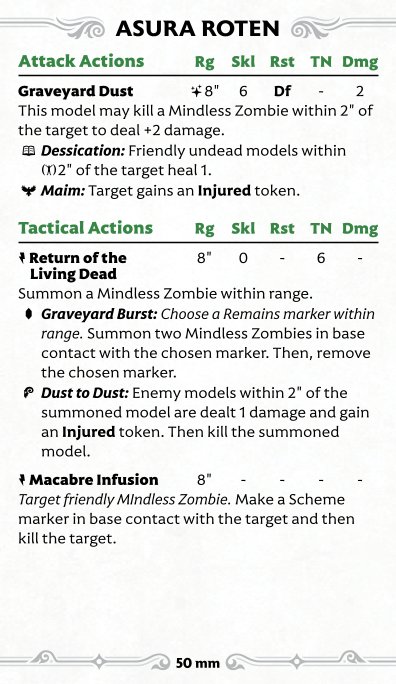 ASURA ROTEN
Attack Actions Rg Skl Rst TN Dmg
Graveyard Dust 8" 6 Df - 2
This model may kill a Mindless Zombie within 2" of
the target to deal +2 damage.
Dessication: Friendly undead models within
2" of the target heal 1.
Maim: Target gains an Injured token.
Tactical Actions Rg Skl Rst TN Dmg
Return of the 8" 0 - 6 -
Living Dead
Summon a Mindless Zombie within range.
Graveyard Burst: Choose a Remains marker within
range. Summon two Mindless Zombies in base
contact with the chosen marker. Then, remove
the chosen marker.
Dust to Dust: Enemy models within 2" of the
summoned model are dealt 1 damage and gain
an Injured token. Then kill the summoned
model.
Macabre Infusion 8" - - - -
Target friendly MIndless Zombie. Make a Scheme
marker in base contact with the target and then
kill the target.
50 mm